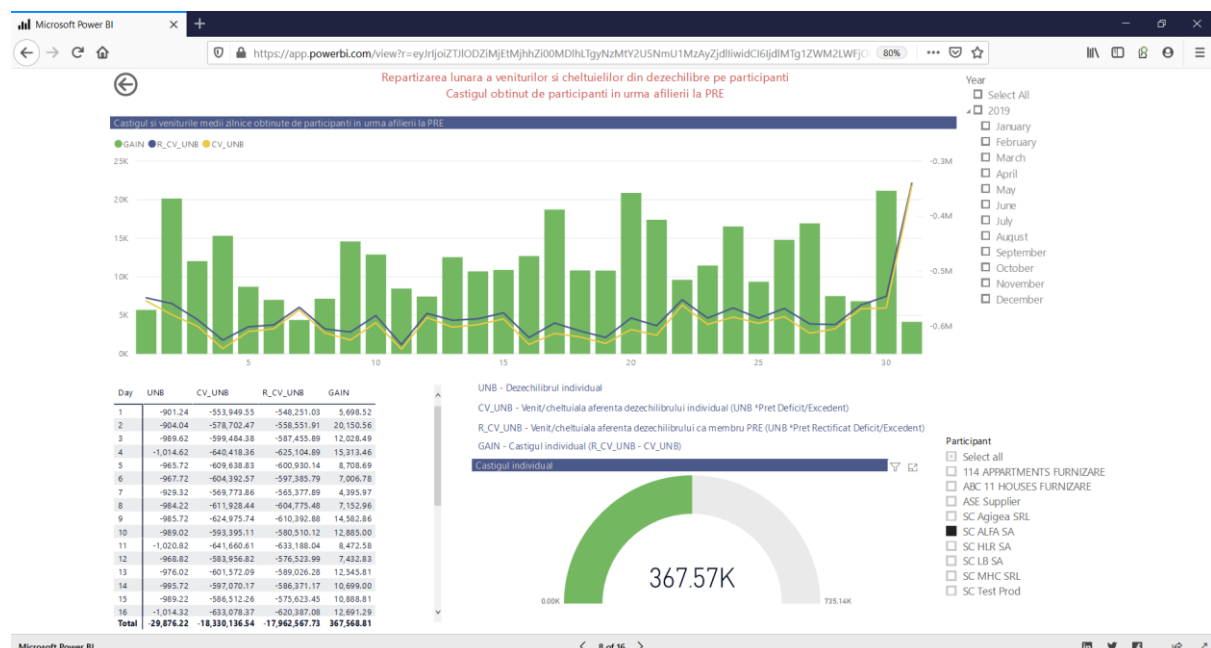 Microsoft Power BI
80%
Repartizarea lunara a veniturilor si cheltuielilor din dezechilibre pe participanti
Castigul obtinut de participanti in urma afilierii la PRE
Castigul si veniturile medii zilnice obtinute de participanti in urma afilierii la PRE
GAIN R_CV_UNB CV_UNB
25K
20K
15K
10K
5K
0K
-0.3M
-0.4M
-0.5M
-0.6M
5 10 15 20 25 30
Year
Select All
2019
January
February
March
April
May
June
July
August
September
October
November
December
Day UNB CV_UNB R_CV_UNB GAIN
1 -901.24 -553,949.55 -548,251.03 5,698.52
2 -904.04 -578,702.47 -558,551.91 20,150.56
3 -989.62 -599,484.38 -587,455.89 12,028.49
4 -1,014.62 -640,418.36 -625,104.89 15,313.46
5 -965.72 -609,638.83 -600,930.14 8,708.69
6 -967.72 -604,392.57 -597,385.79 7,006.78
7 -929.32 -569,773.86 -565,377.89 4,395.97
8 -984.22 -611,928.44 -604,775.48 7,152.96
9 -985.72 -624,975.74 -610,392.88 14,582.86
10 -989.02 -593,395.11 -580,510.12 12,885.00
11 -1,020.82 -641,660.61 -633,188.04 8,472.58
12 -968.82 -583,956.82 -576,523.99 7,432.83
13 -976.02 -601,572.09 -589,026.28 12,545.81
14 -995.72 -597,070.17 -586,371.17 10,699.00
15 -989.22 -586,512.26 -575,623.45 10,888.81
16 -1,014.32 -633,078.37 -620,387.08 12,691.29
Total -29,876.22 -18,330,136.54 -17,962,567.73 367,568.81
UNB - Dezechilibrul individual
CV_UNB - Venit/cheltuiala aferenta dezechilibrului individual (UNB *Pret Deficit/Excedent)
R_CV_UNB - Venit/cheltuiala aferenta dezechilibrului ca membru PRE (UNB *Pret Rectificat Deficit/Excedent)
GAIN - Castigul individual (R_CV_UNB - CV_UNB)
Castigul individual
367.57K
0.00K
735.14K
Participant
Select all
114 APPARTMENTS FURNIZARE
ABC 11 HOUSES FURNIZARE
ASE Supplier
SC Agigea SRL
SC ALFA SA
SC HLR SA
SC LB SA
SC MHC SRL
SC Test Prod
Microsoft Power BI
8 of 16